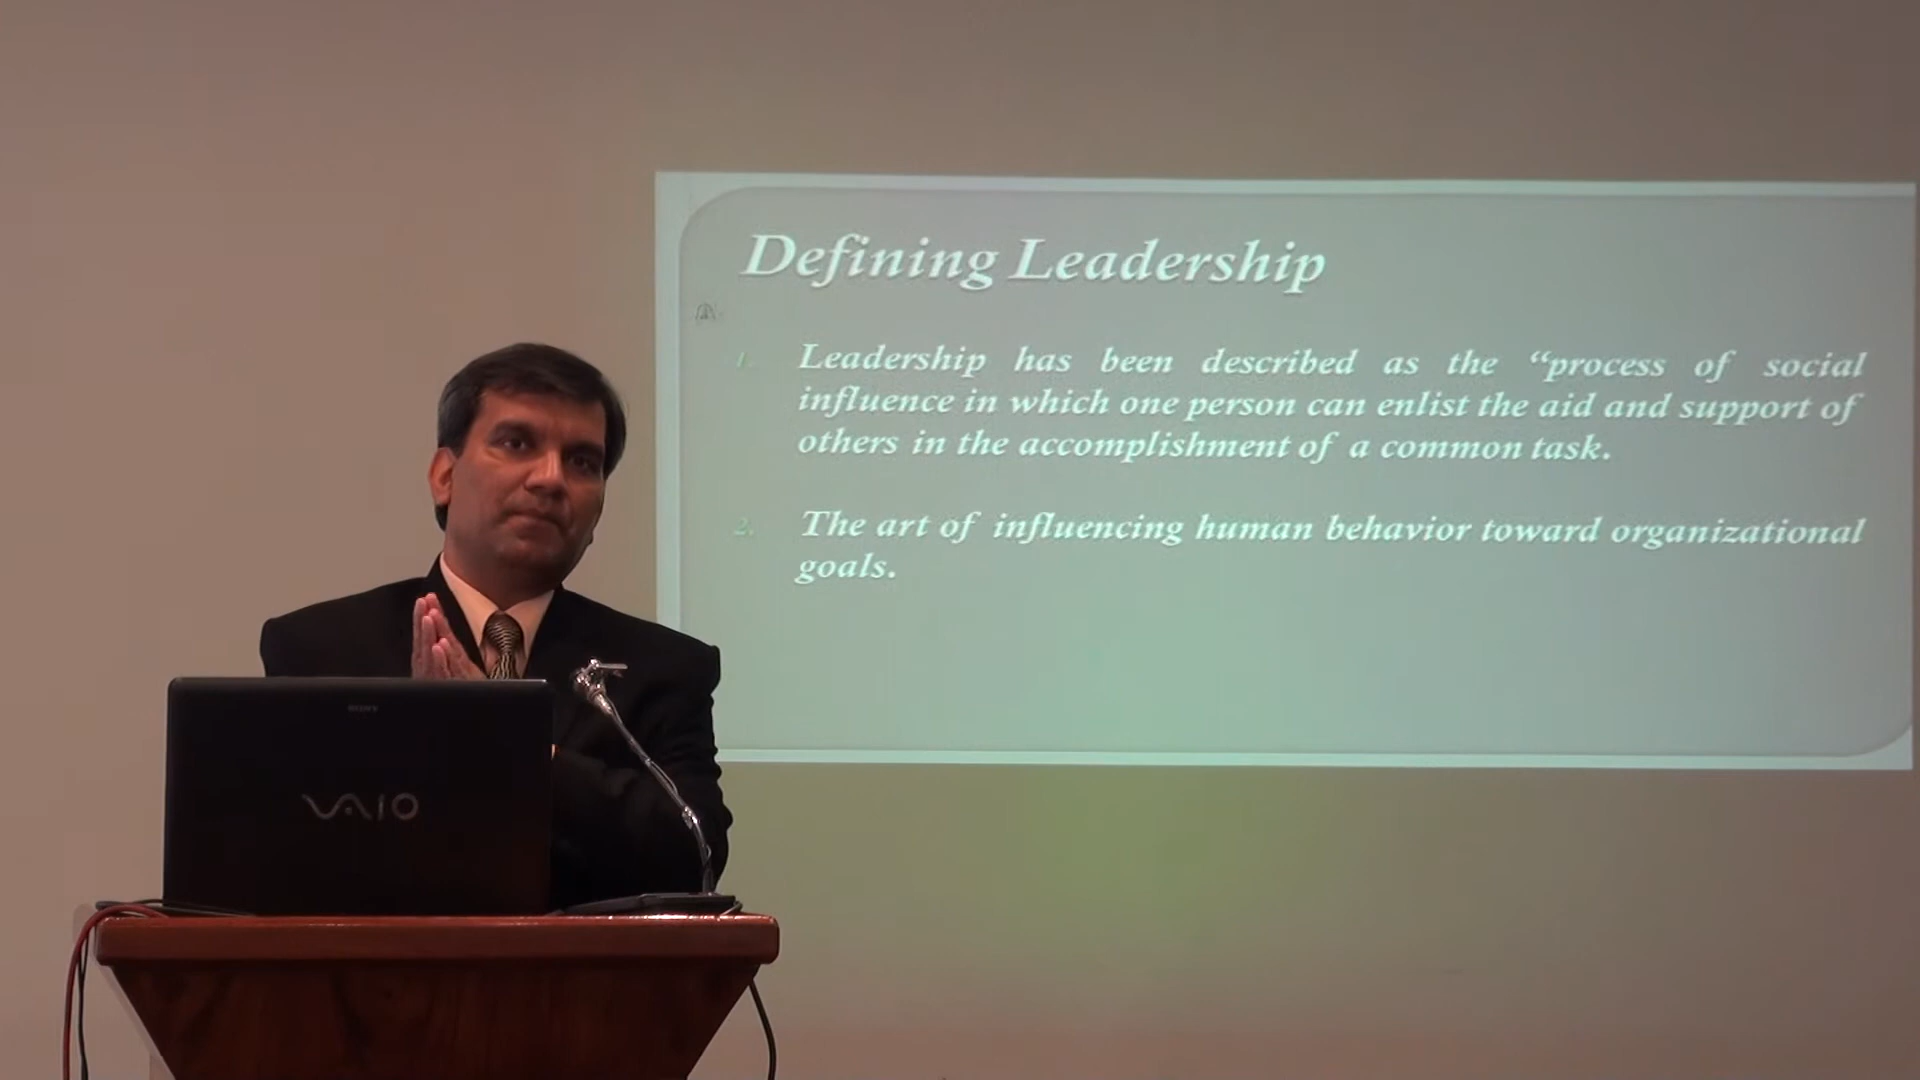 Defining Leadership
1. Leadership has been described as the “process of social
influence in which one person can enlist the aid and support of
others in the accomplishment of a common task.
2. The art of influencing human behavior toward organizational
goals.
SONY
VAIO